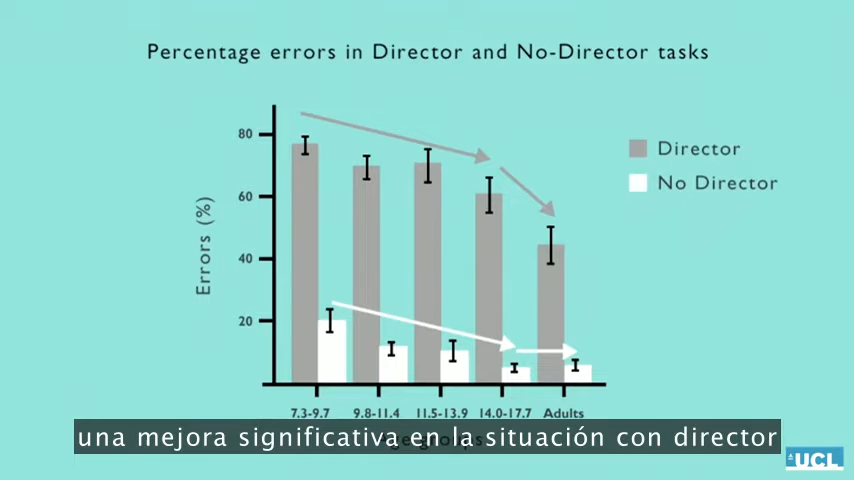 Percentage errors in Director and No-Director tasks
80
60
40
20
Errors (%)
Director
No Director
7.3-9.7 9.8-11.4 11.5-13.9 14.0-17.7 Adults
Age groups
una mejora significativa en la situación con director
UCL